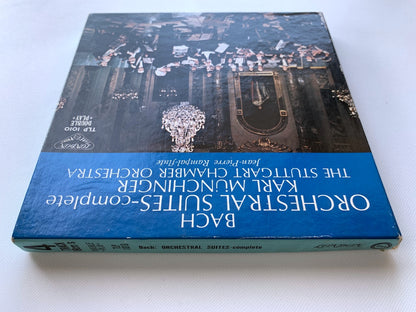 BACH
ORCHESTRAL SUITES-complete
KARL MÜNCHINGER
THE STUTTGART CHAMBER ORCHESTRA
Jean-Pierre Rampal-flute
TLP 1010
DOUBLE
•PLAY•
Bach: ORCHESTRAL SUITES-complete
4